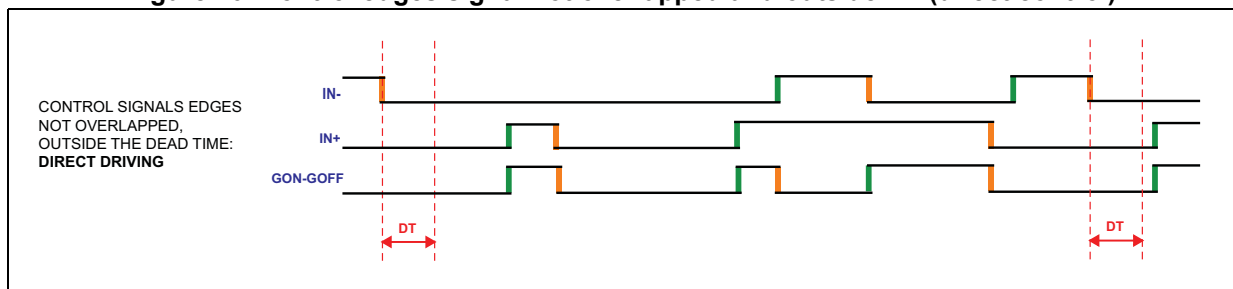 CONTROL SIGNALS EDGES
NOT OVERLAPPED,
OUTSIDE THE DEAD TIME:
DIRECT DRIVING
IN-
IN+
GON-GOFF
DT
DT